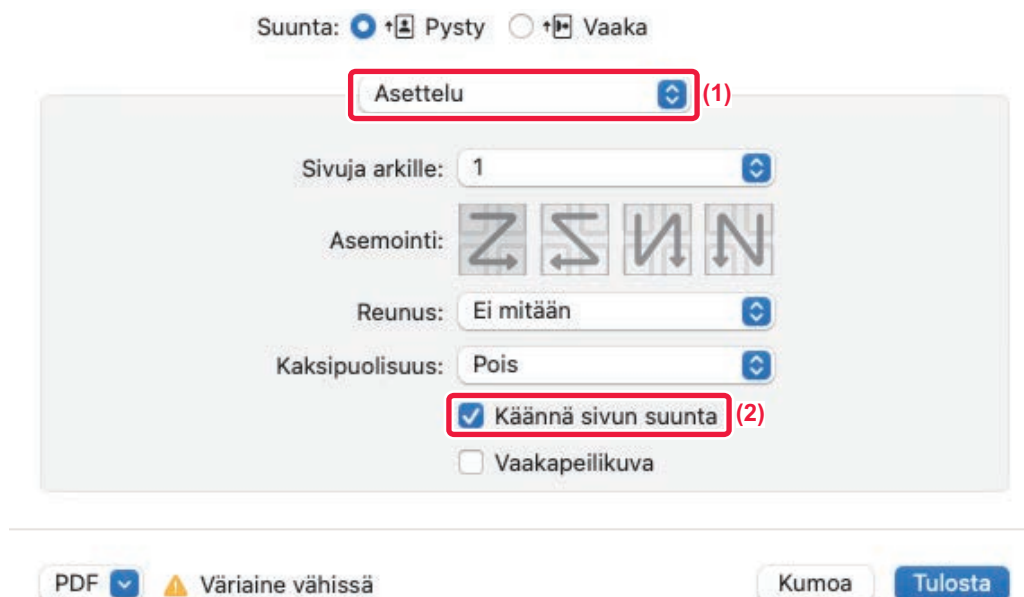 Suunta: Pysty Vaaka
Asettelu (1)
Sivuja arkille: 1
Asemointi:
Reunus: Ei mitään
Kaksipuolisuus: Pois
Käännä sivun suunta (2)
Vaakapeilikuva
PDF Väriaine vähissä Kumoa Tulosta